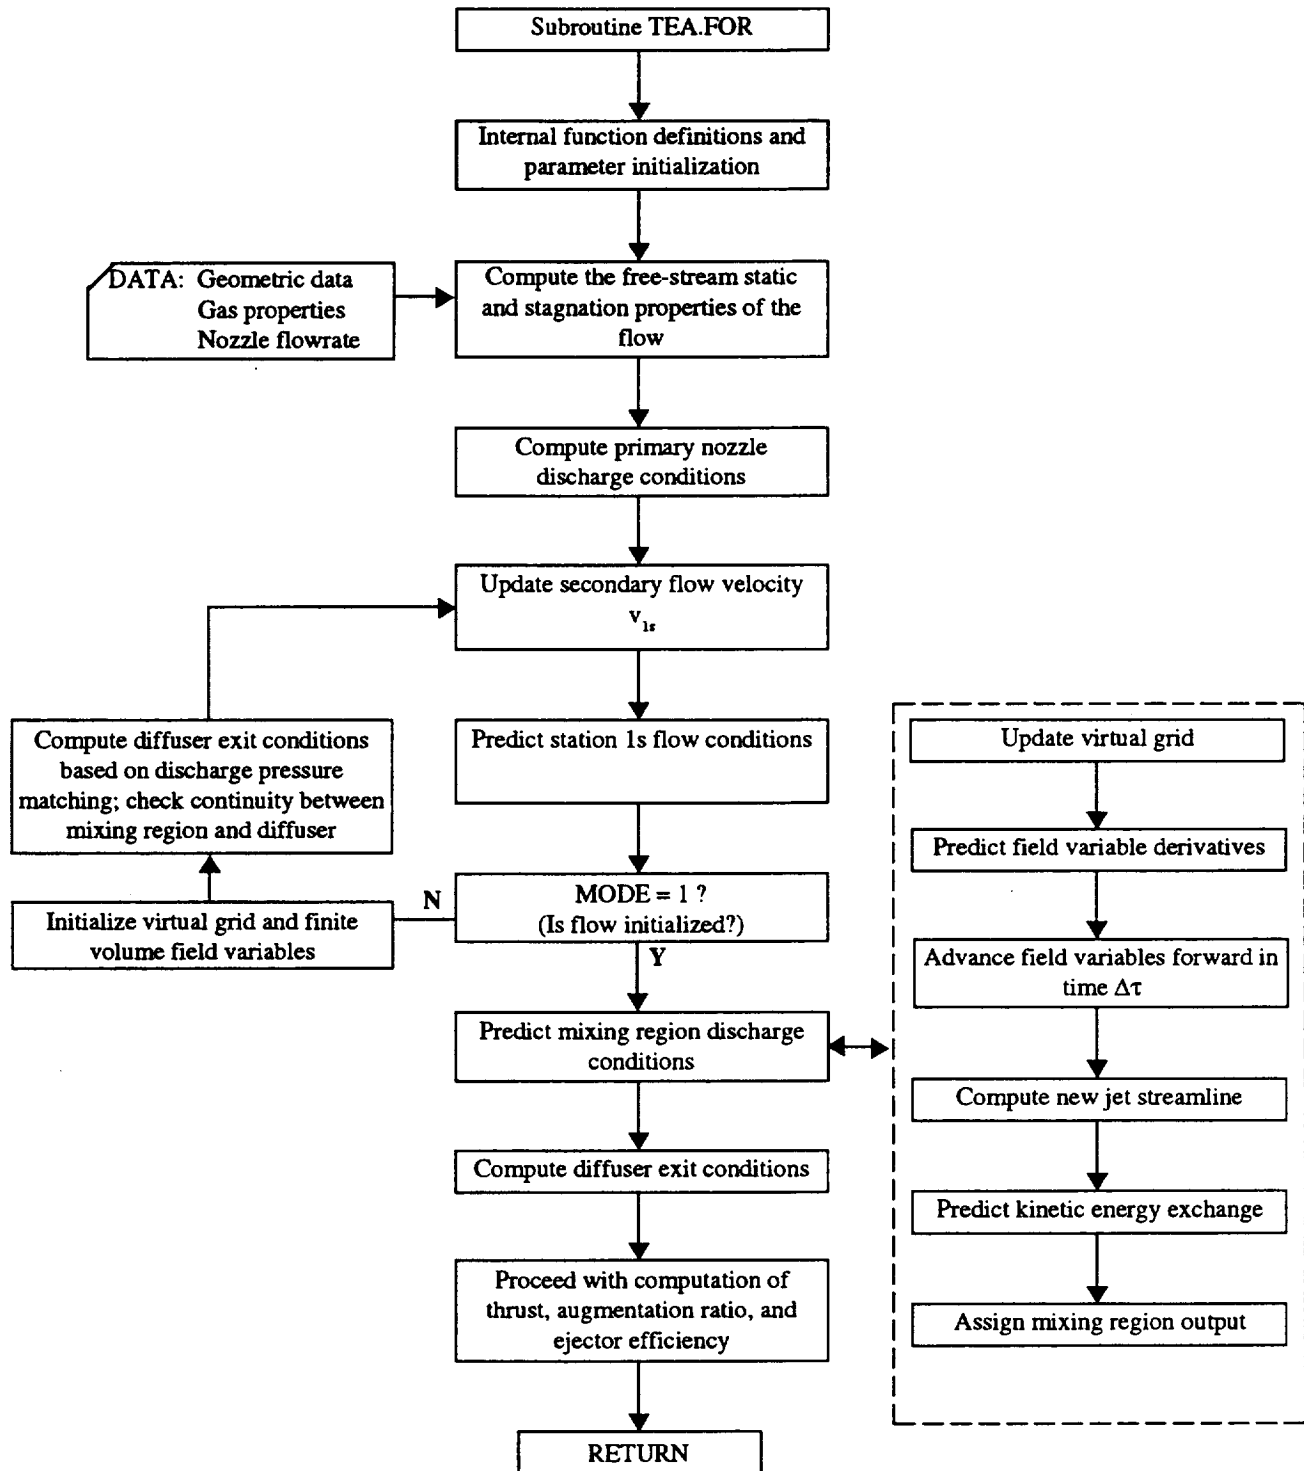 Subroutine TEA.FOR
Internal function definitions and
parameter initialization
DATA: Geometric data
Gas properties
Nozzle flowrate
Compute the free-stream static
and stagnation properties of the
flow
Compute primary nozzle
discharge conditions
Update secondary flow velocity
v1s
Compute diffuser exit conditions
based on discharge pressure
matching; check continuity between
mixing region and diffuser
Predict station 1s flow conditions
Initialize virtual grid and finite
volume field variables
N
MODE = 1 ?
(Is flow initialized?)
Y
Predict mixing region discharge
conditions
Compute diffuser exit conditions
Proceed with computation of
thrust, augmentation ratio, and
ejector efficiency
RETURN
Update virtual grid
Predict field variable derivatives
Advance field variables forward in
time Δτ
Compute new jet streamline
Predict kinetic energy exchange
Assign mixing region output